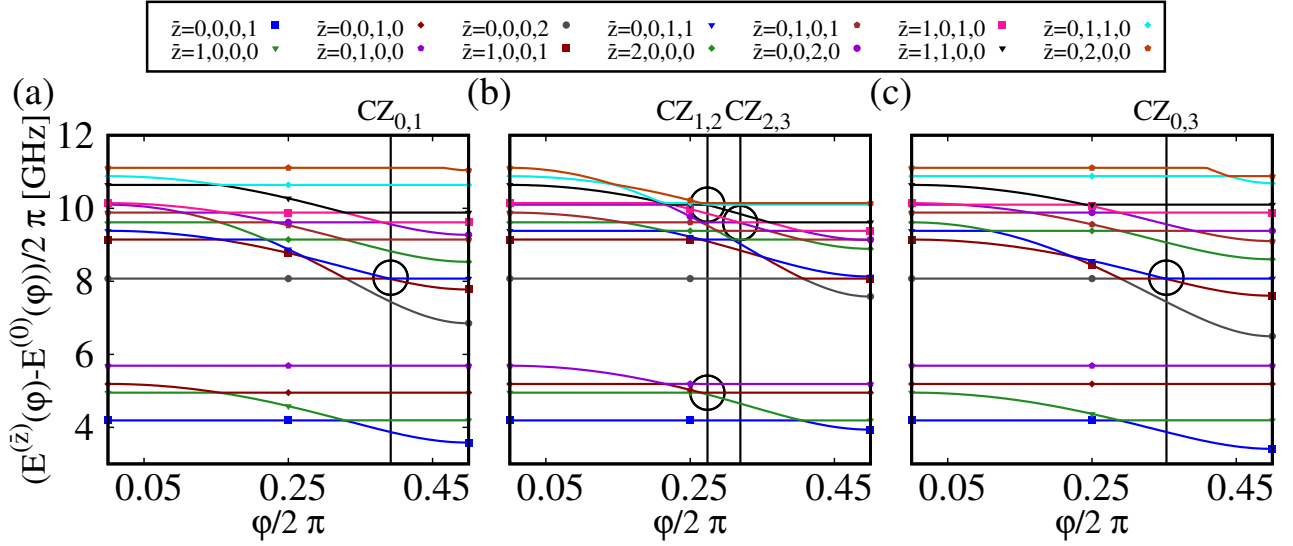 z̄=0,0,0,1 z̄=0,0,1,0 z̄=0,0,0,2 z̄=0,0,1,1 z̄=0,1,0,1 z̄=1,0,1,0 z̄=0,1,1,0
z̄=1,0,0,0 z̄=0,1,0,0 z̄=1,0,0,1 z̄=2,0,0,0 z̄=0,0,2,0 z̄=1,1,0,0 z̄=0,2,0,0
(a) (b) (c)
CZ0,1 CZ1,2 CZ2,3 CZ0,3
(E^(z̄)(φ)-E^(0)(φ))/2 π [GHz]
12
10
8
6
4
0.05 0.25 0.45 0.05 0.25 0.45 0.05 0.25 0.45
φ/2 π φ/2 π φ/2 π